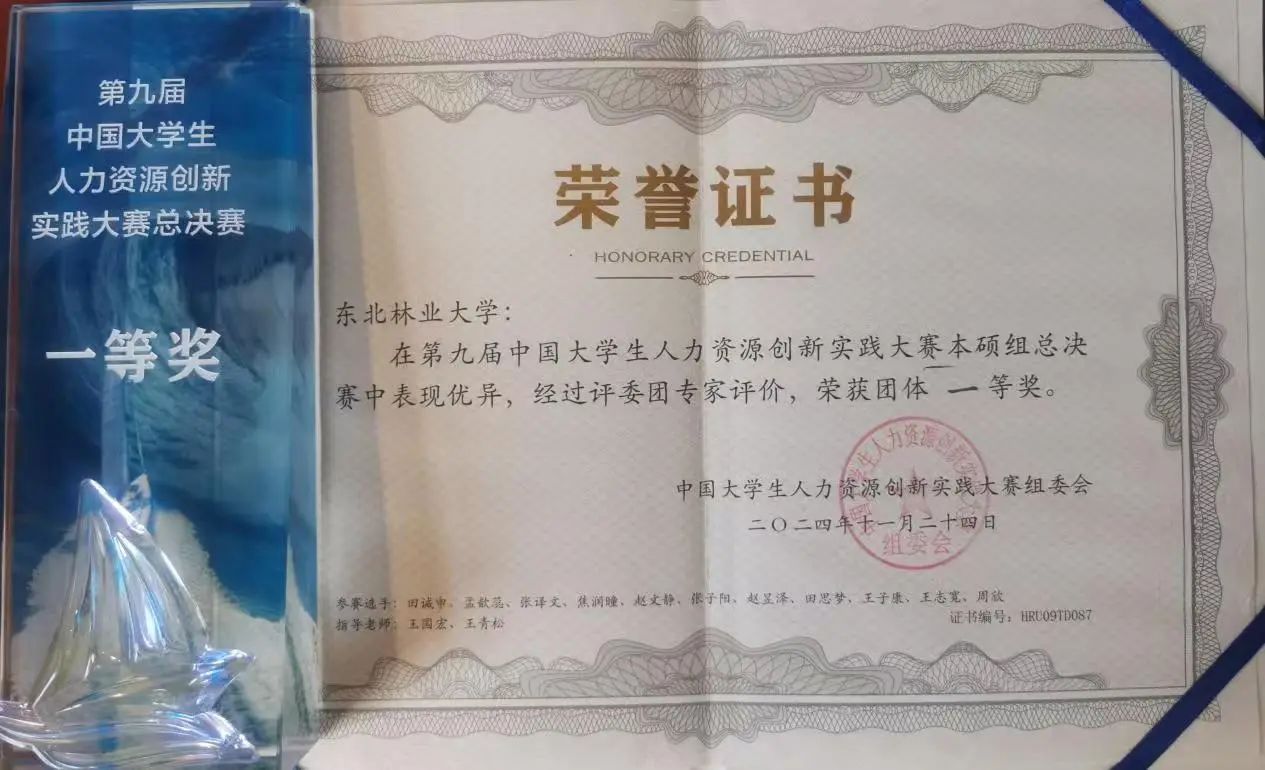 第九届
中国大学生
人力资源创新
实践大赛总决赛
一等奖
荣誉证书
HONORARY CREDENTIAL
东北林业大学：
在第九届中国大学生人力资源创新实践大赛本硕组总决
赛中表现优异，经过评委团专家评价，荣获团体 一 等奖。
中国大学生人力资源创新实践大赛组委会
二〇二四年十一月二十四日
组委会
参赛选手：田诚申、孟歆蕊、张译文、焦润瞳、赵文静、张子阳、赵昱泽、田思梦、王子康、王志宽、周欣
指导老师：王国宏、王青松
证书编号：HRU09TD087